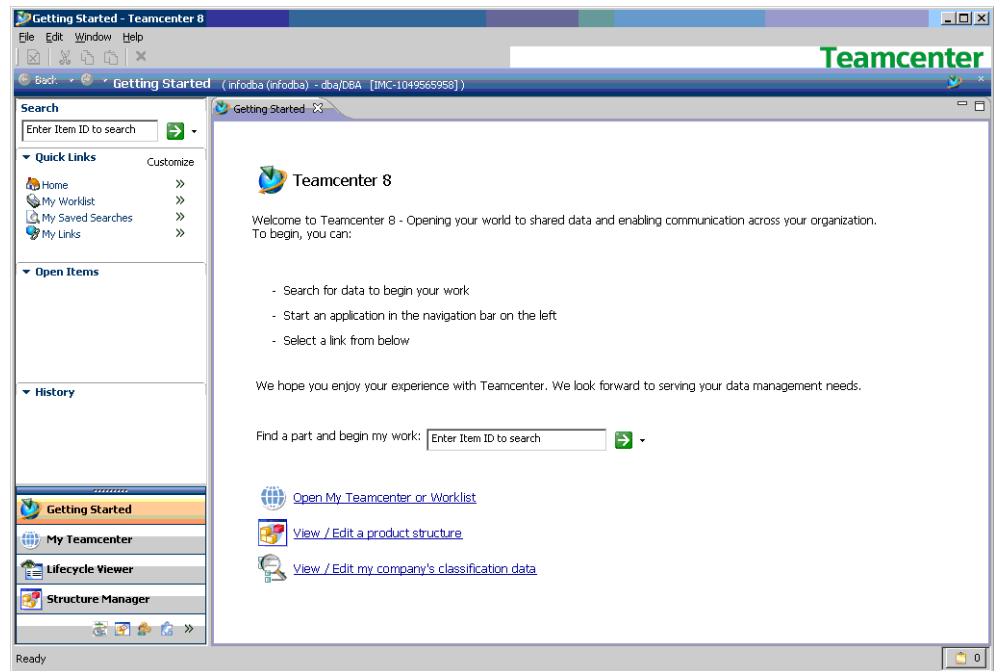 Getting Started - Teamcenter 8
File Edit Window Help
Teamcenter
Back Getting Started ( infodba (infodba) - dba/DBA [IMC-1049565958] )
Search
Enter Item ID to search
Quick Links Customize
Home
My Worklist
My Saved Searches
My Links
Open Items
History
Getting Started
My Teamcenter
Lifecycle Viewer
Structure Manager
Getting Started
Teamcenter 8
Welcome to Teamcenter 8 - Opening your world to shared data and enabling communication across your organization.
To begin, you can:
- Search for data to begin your work
- Start an application in the navigation bar on the left
- Select a link from below
We hope you enjoy your experience with Teamcenter. We look forward to serving your data management needs.
Find a part and begin my work: Enter Item ID to search
Open My Teamcenter or Worklist
View / Edit a product structure
View / Edit my company's classification data
Ready
0